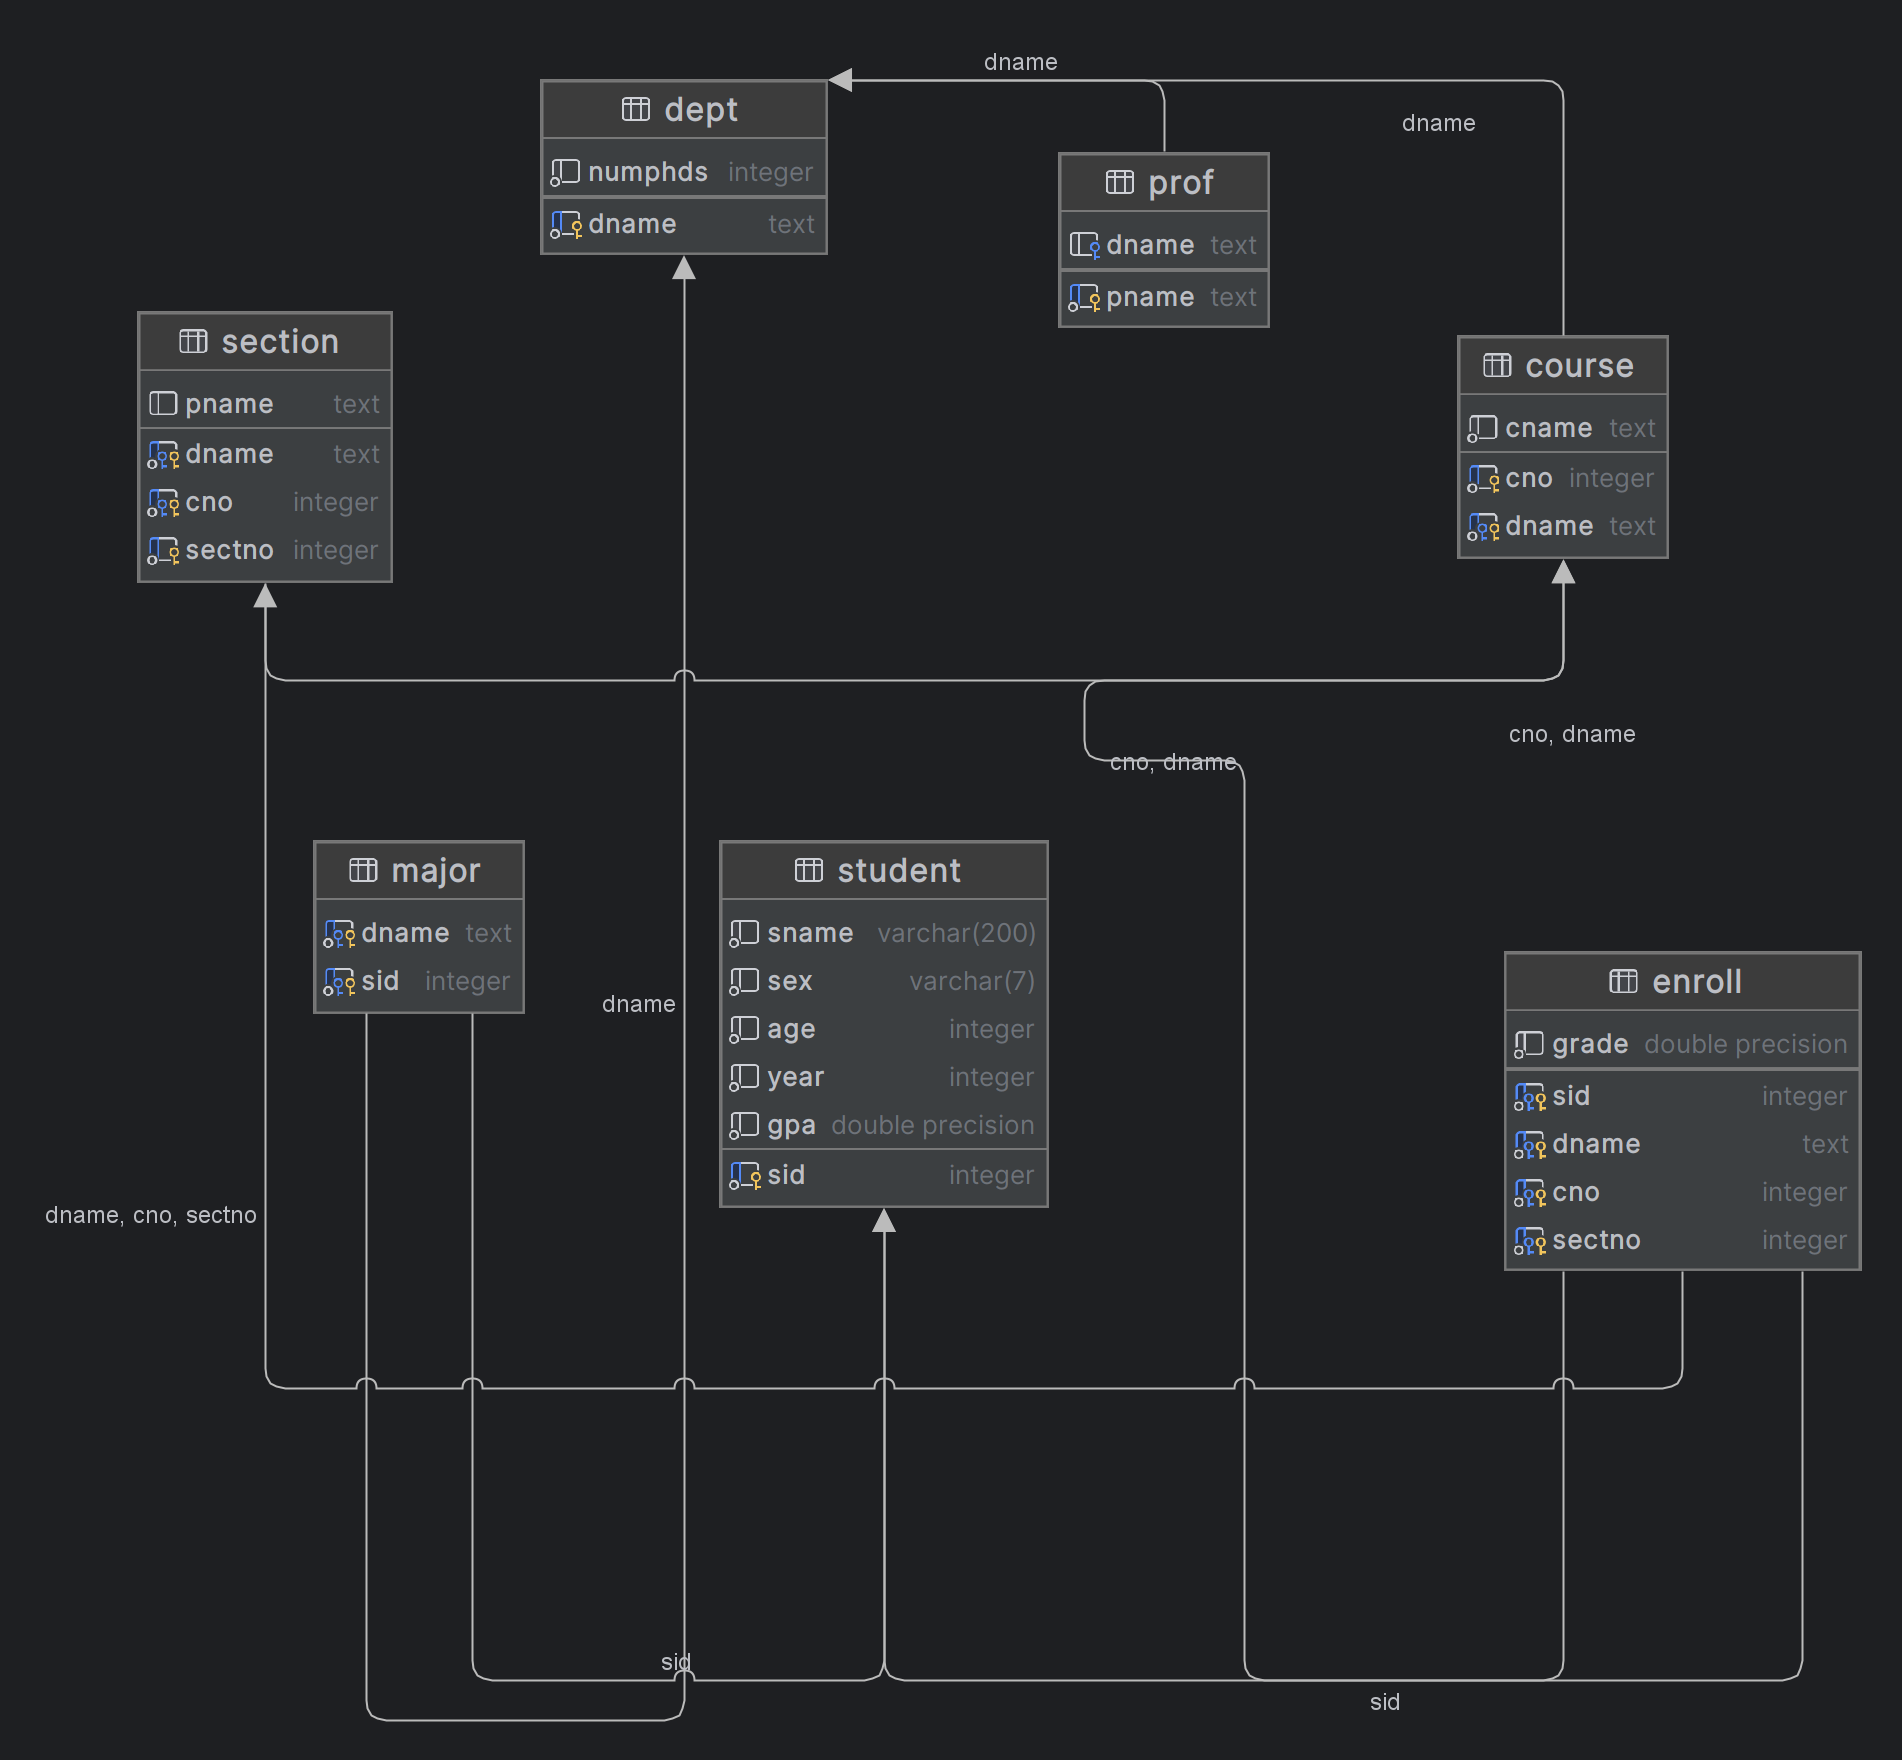 dname
dname
dept
numphds integer
dname text
prof
dname text
pname text
section
pname text
dname text
cno integer
sectno integer
course
cname text
cno integer
dname text
cno, dname
cno, dname
major
dname text
sid integer
student
sname varchar(200)
sex varchar(7)
age integer
year integer
gpa double precision
sid integer
dname
enroll
grade double precision
sid integer
dname text
cno integer
sectno integer
dname, cno, sectno
sid
sid